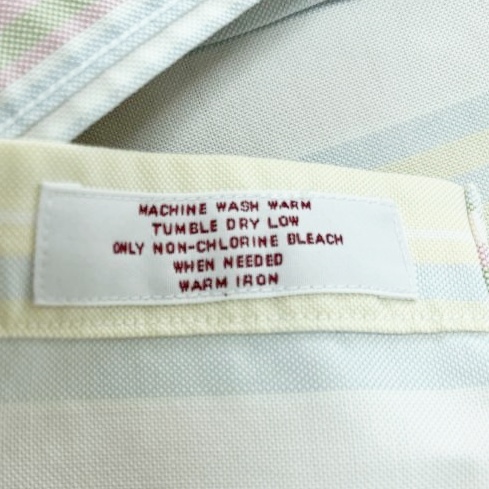 MACHINE WASH WARM
TUMBLE DRY LOW
ONLY NON-CHLORINE BLEACH
WHEN NEEDED
WARM IRON